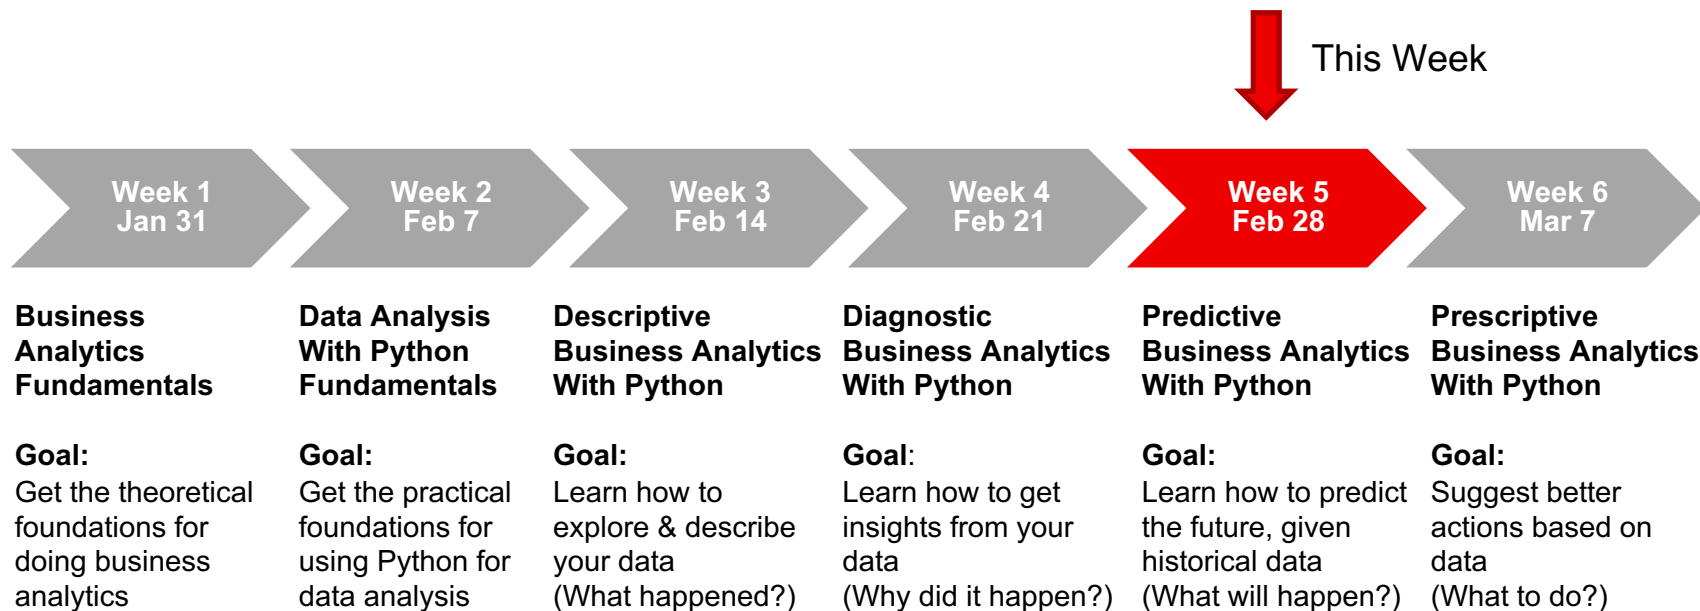 This Week
Week 1
Jan 31
Week 2
Feb 7
Week 3
Feb 14
Week 4
Feb 21
Week 5
Feb 28
Week 6
Mar 7
Business
Analytics
Fundamentals
Goal:
Get the theoretical
foundations for
doing business
analytics
Data Analysis
With Python
Fundamentals
Goal:
Get the practical
foundations for
using Python for
data analysis
Descriptive
Business Analytics
With Python
Goal:
Learn how to
explore & describe
your data
(What happened?)
Diagnostic
Business Analytics
With Python
Goal:
Learn how to get
insights from your
data
(Why did it happen?)
Predictive
Business Analytics
With Python
Goal:
Learn how to predict
the future, given
historical data
(What will happen?)
Prescriptive
Business Analytics
With Python
Goal:
Suggest better
actions based on
data
(What to do?)